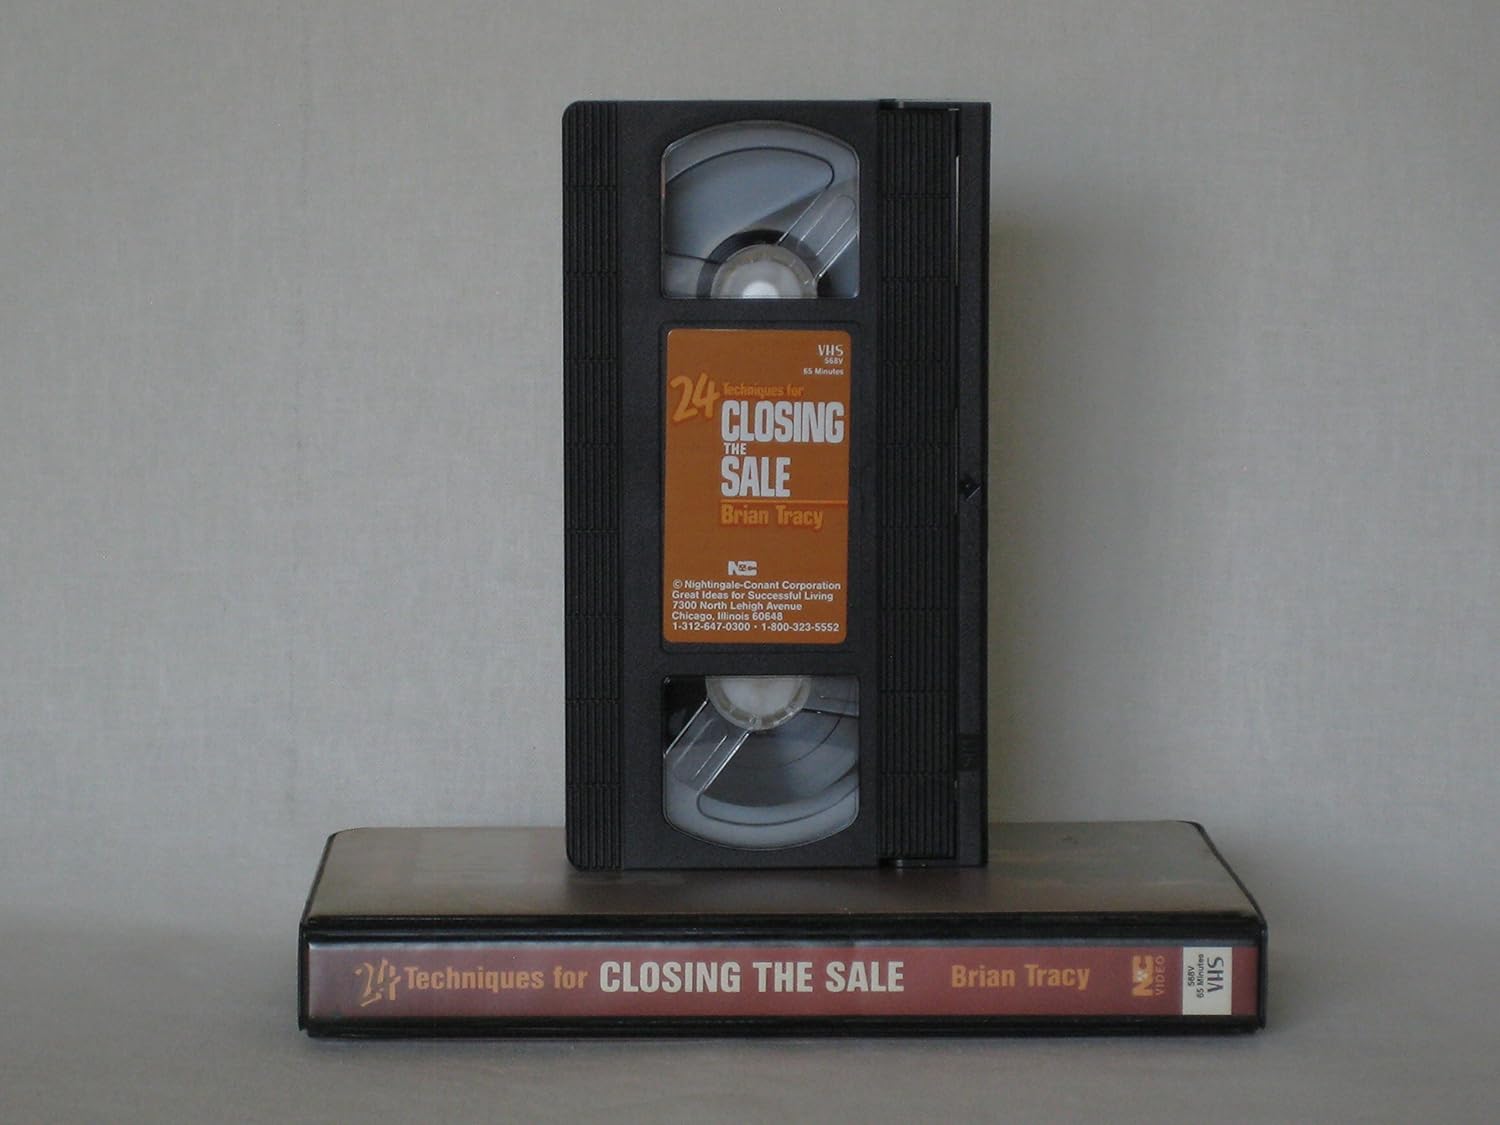 VHS
568V
65 Minutes
24 Techniques for
CLOSING
THE
SALE
Brian Tracy
NC
© Nightingale-Conant Corporation
Great Ideas for Successful Living
7300 North Lehigh Avenue
Chicago, Illinois 60648
1-312-647-0300 · 1-800-323-5552
24 Techniques for CLOSING THE SALE Brian Tracy
NC
VIDEO
568V
65 Minutes
VHS